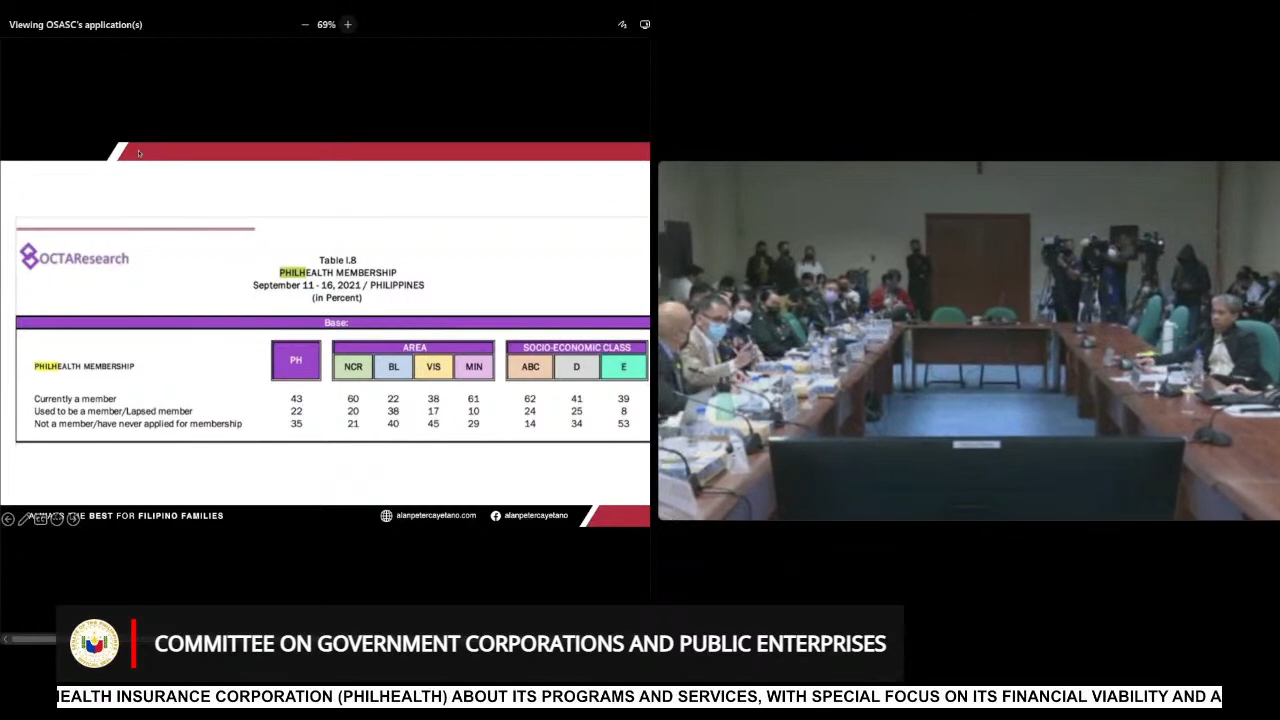 Viewing OSASC's application(s)
69%
OCTAResearch
Table I.8
PHILHEALTH MEMBERSHIP
September 11 - 16, 2021 / PHILIPPINES
(in Percent)
Base:
PHILHEALTH MEMBERSHIP
PH
AREA
SOCIO-ECONOMIC CLASS
NCR BL VIS MIN ABC D E
Currently a member 43 60 22 38 61 62 41 39
Used to be a member/Lapsed member 22 20 38 17 10 24 25 8
Not a member/have never applied for membership 35 21 40 45 29 14 34 53
THE BEST FOR FILIPINO FAMILIES
alanpetercayetano.com
alanpetercayetano
COMMITTEE ON GOVERNMENT CORPORATIONS AND PUBLIC ENTERPRISES
HEALTH INSURANCE CORPORATION (PHILHEALTH) ABOUT ITS PROGRAMS AND SERVICES, WITH SPECIAL FOCUS ON ITS FINANCIAL VIABILITY AND A